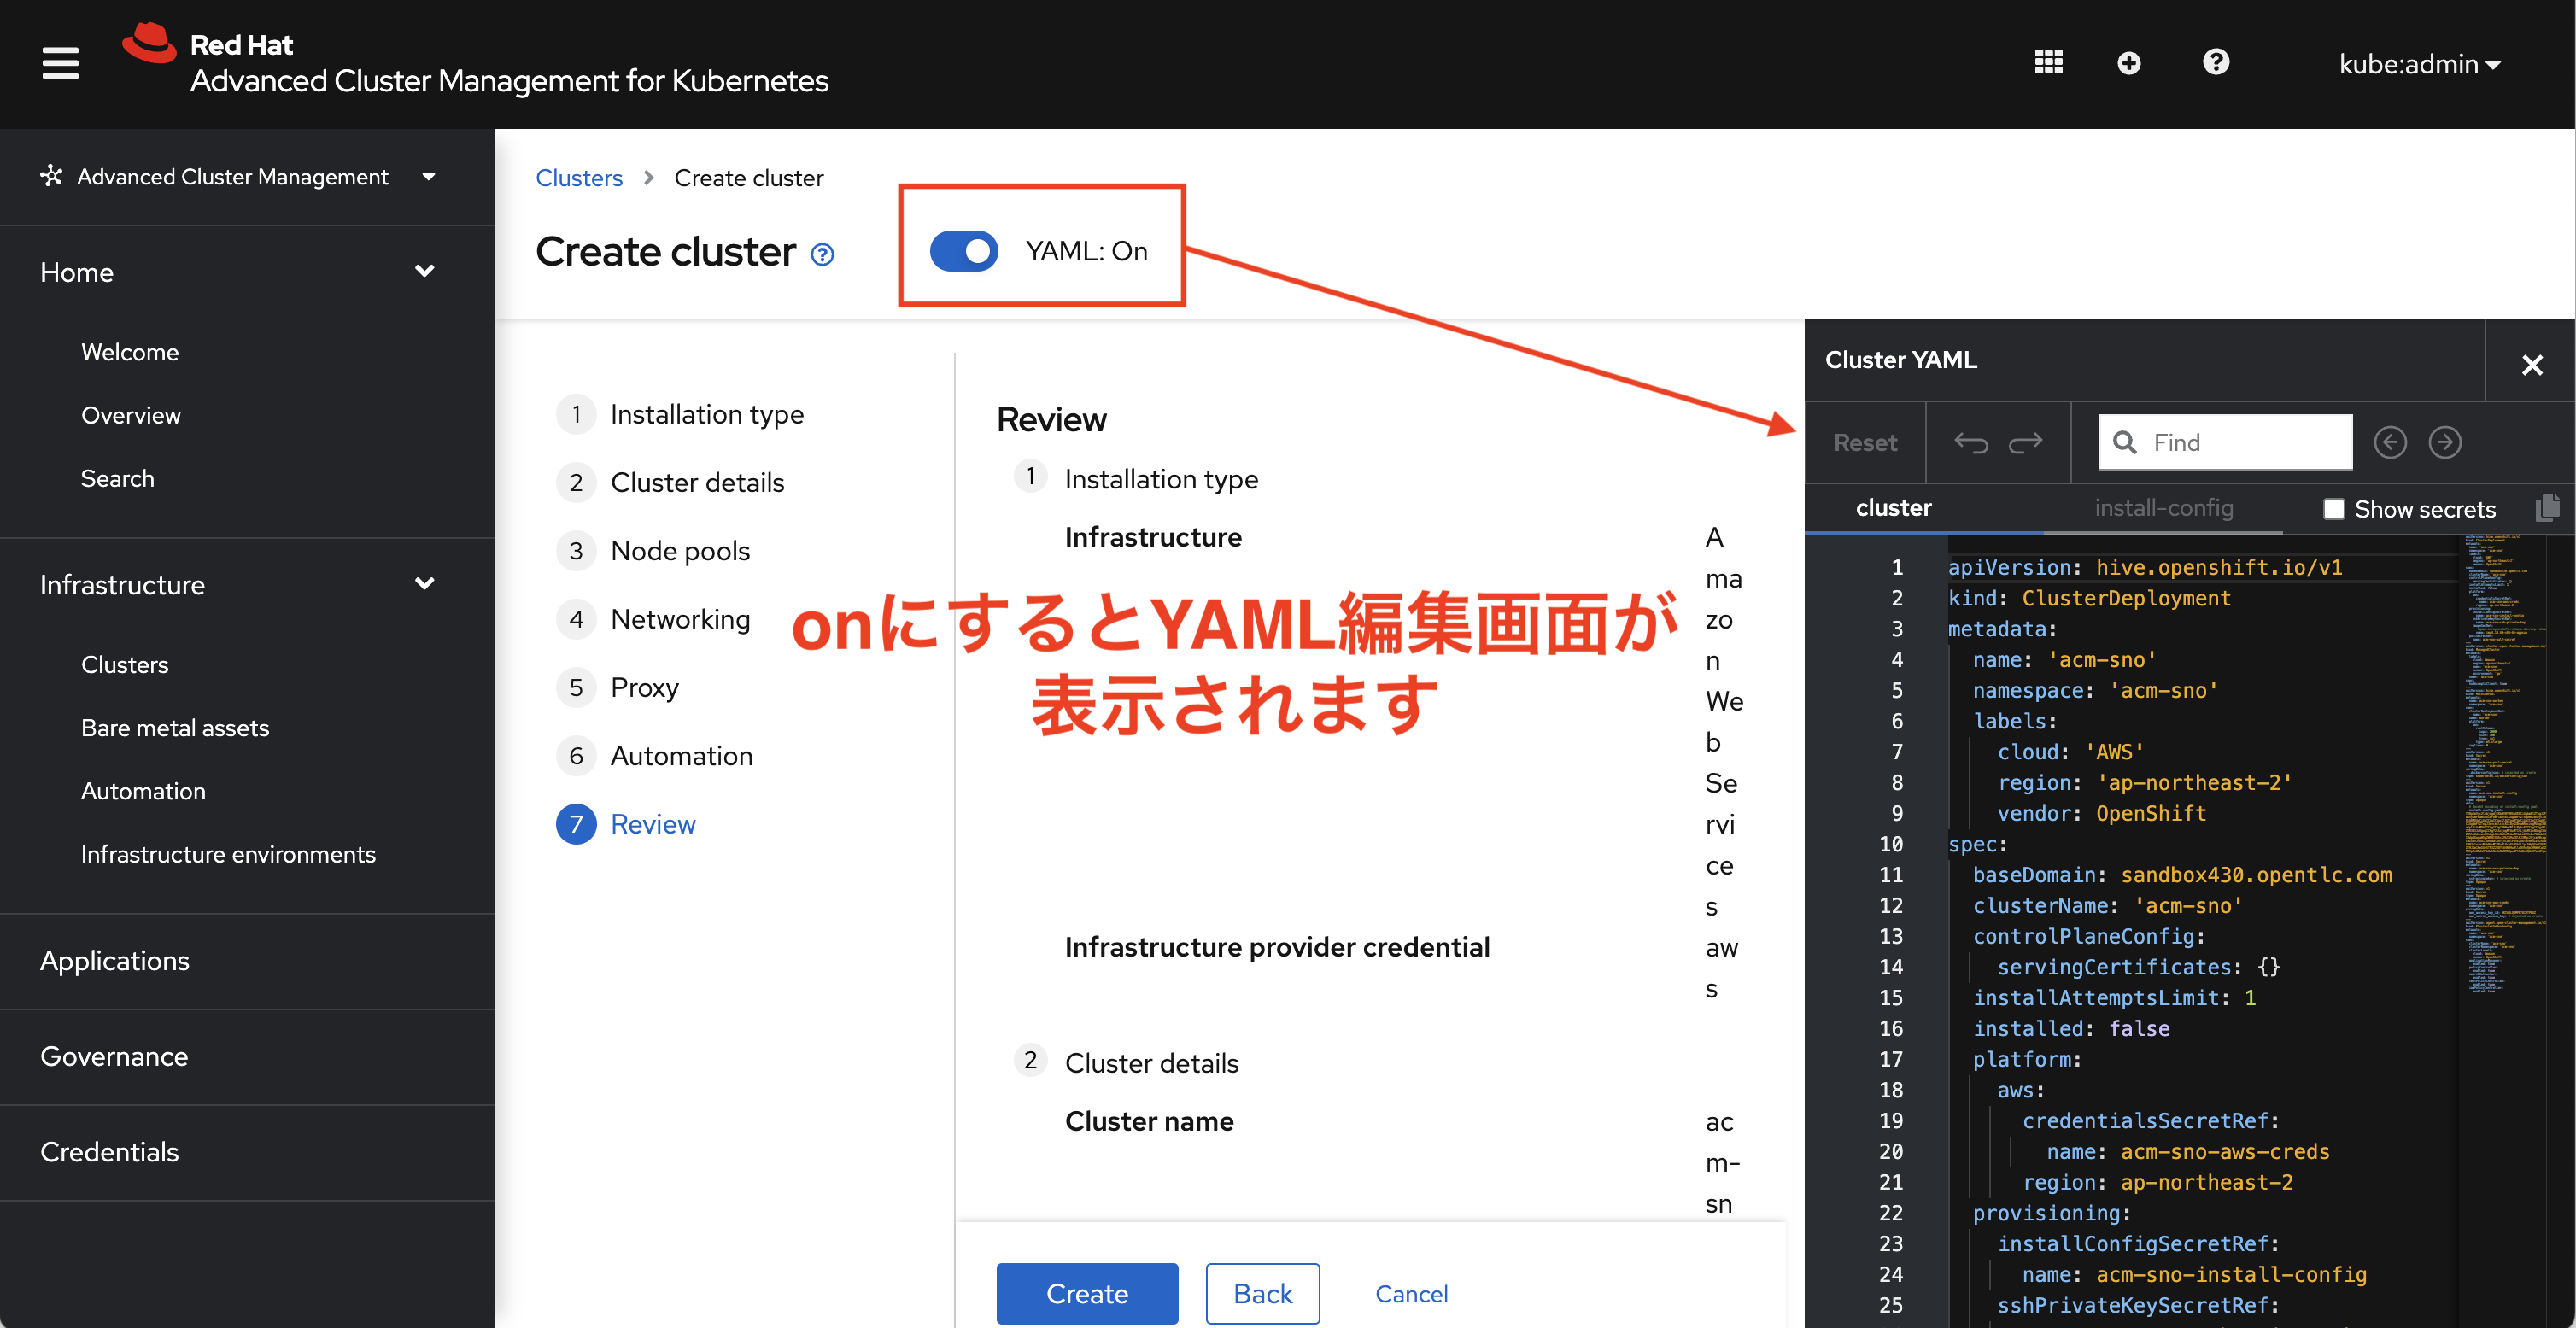 Red Hat
Advanced Cluster Management for Kubernetes
kube:admin
Advanced Cluster Management
Home
Welcome
Overview
Search
Infrastructure
Clusters
Bare metal assets
Automation
Infrastructure environments
Applications
Governance
Credentials
Clusters > Create cluster
Create cluster
YAML: On
1 Installation type
2 Cluster details
3 Node pools
4 Networking
5 Proxy
6 Automation
7 Review
Review
1 Installation type
Infrastructure
A
ma
zo
n
We
b
Se
rvi
ce
s
Infrastructure provider credential
aw
s
2 Cluster details
Cluster name
ac
m-
sn
onにするとYAML編集画面が
表示されます
Create
Back
Cancel
Cluster YAML
Reset
Find
cluster
install-config
Show secrets
1 apiVersion: hive.openshift.io/v1
2 kind: ClusterDeployment
3 metadata:
4 name: 'acm-sno'
5 namespace: 'acm-sno'
6 labels:
7 cloud: 'AWS'
8 region: 'ap-northeast-2'
9 vendor: OpenShift
10 spec:
11 baseDomain: sandbox430.opentlc.com
12 clusterName: 'acm-sno'
13 controlPlaneConfig:
14 servingCertificates: {}
15 installAttemptsLimit: 1
16 installed: false
17 platform:
18 aws:
19 credentialsSecretRef:
20 name: acm-sno-aws-creds
21 region: ap-northeast-2
22 provisioning:
23 installConfigSecretRef:
24 name: acm-sno-install-config
25 sshPrivateKeySecretRef: